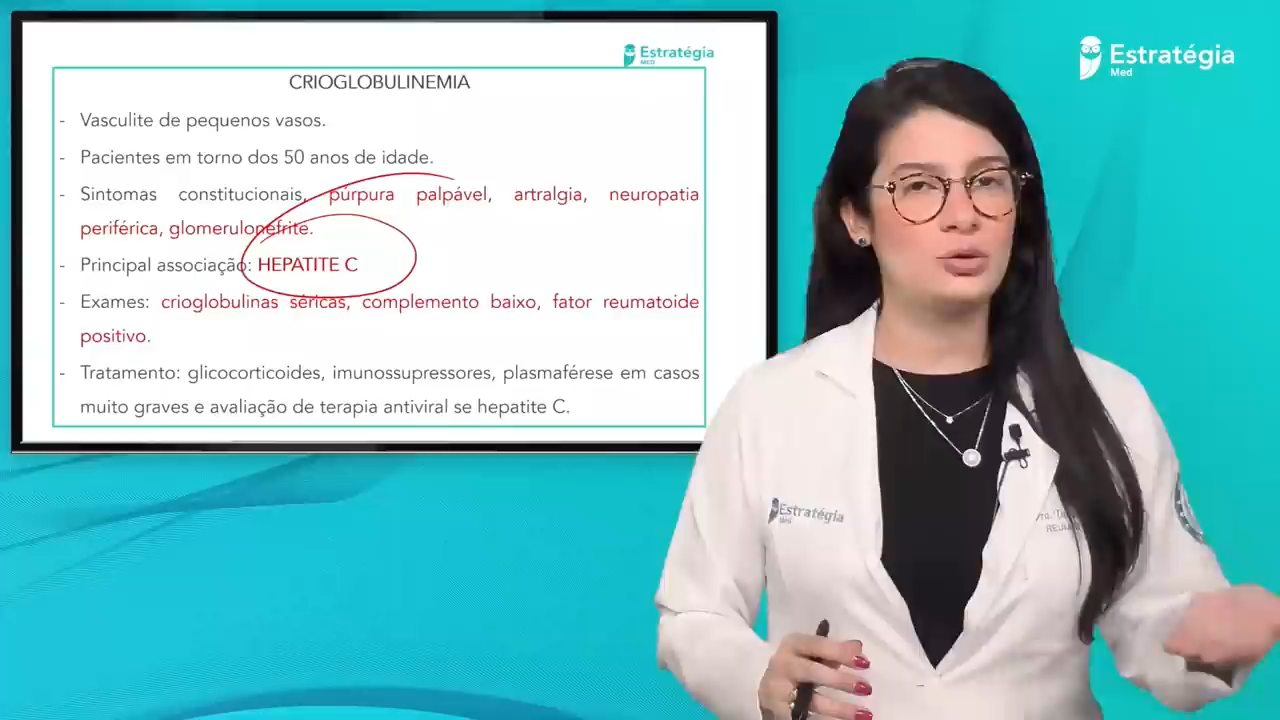 Estratégia
MED
CRIOGLOBULINEMIA
- Vasculite de pequenos vasos.
- Pacientes em torno dos 50 anos de idade.
- Sintomas constitucionais, púrpura palpável, artralgia, neuropatia
periférica, glomerulonefrite.
- Principal associação: HEPATITE C
- Exames: crioglobulinas séricas, complemento baixo, fator reumatoide
positivo.
- Tratamento: glicocorticoides, imunossupressores, plasmaférese em casos
muito graves e avaliação de terapia antiviral se hepatite C.
Estratégia
Med
Estratégia
Med
Dra.